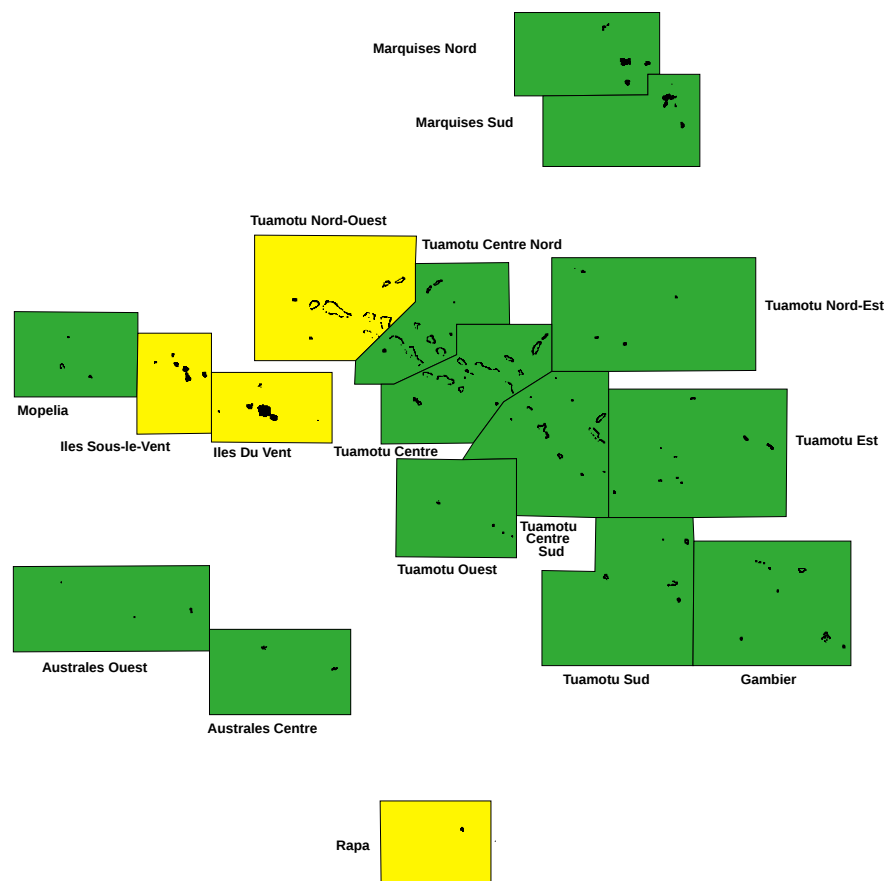 Marquises Nord
Marquises Sud
Tuamotu Nord-Ouest
Tuamotu Centre Nord
Tuamotu Nord-Est
Mopelia
Iles Sous-le-Vent
Iles Du Vent
Tuamotu Centre
Tuamotu Est
Tuamotu
Centre
Sud
Tuamotu Ouest
Australes Ouest
Tuamotu Sud
Gambier
Australes Centre
Rapa